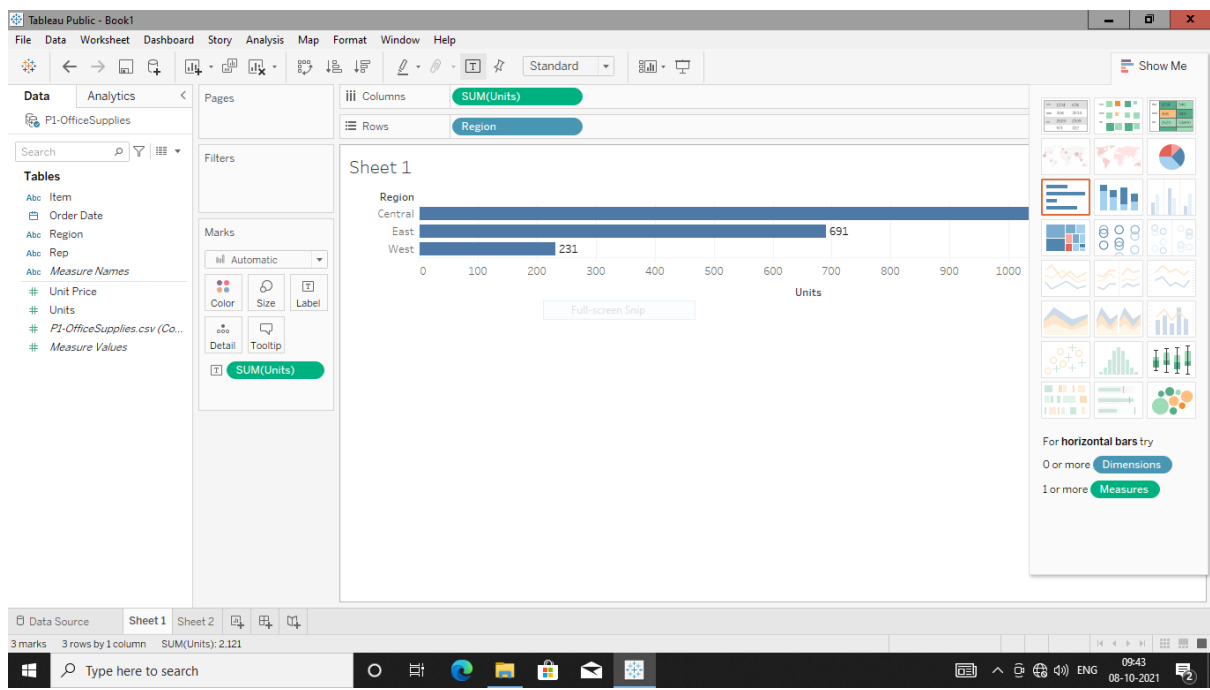 Tableau Public - Book1
File Data Worksheet Dashboard Story Analysis Map Format Window Help
Standard
Show Me
Data Analytics
P1-OfficeSupplies
Search
Tables
Abc Item
Order Date
Abc Region
Abc Rep
Abc Measure Names
# Unit Price
# Units
# P1-OfficeSupplies.csv (Co...
# Measure Values
Pages
Filters
Marks
Automatic
Color Size Label
Detail Tooltip
SUM(Units)
Columns SUM(Units)
Rows Region
Sheet 1
Region
Central
East 691
West 231
0 100 200 300 400 500 600 700 800 900 1000
Units
Full-screen Snip
For horizontal bars try
0 or more Dimensions
1 or more Measures
Data Source Sheet 1 Sheet 2
3 marks 3 rows by 1 column SUM(Units): 2,121
Type here to search
ENG
09:43
08-10-2021
2